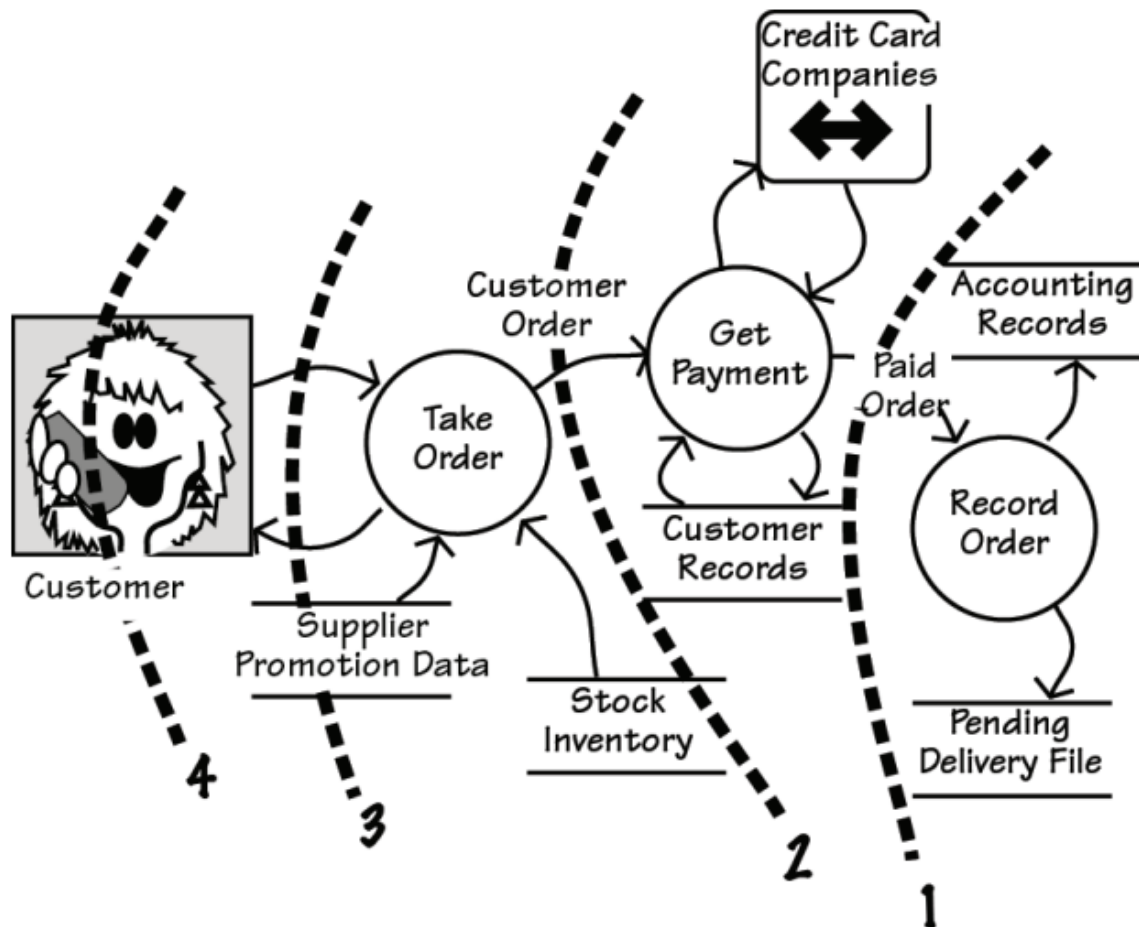 Credit Card
Companies
Customer
Order
Get
Payment
Accounting
Records
Paid
Order
Take
Order
Record
Order
Customer
Records
Customer
Supplier
Promotion Data
Stock
Inventory
Pending
Delivery File
4
3
2
1